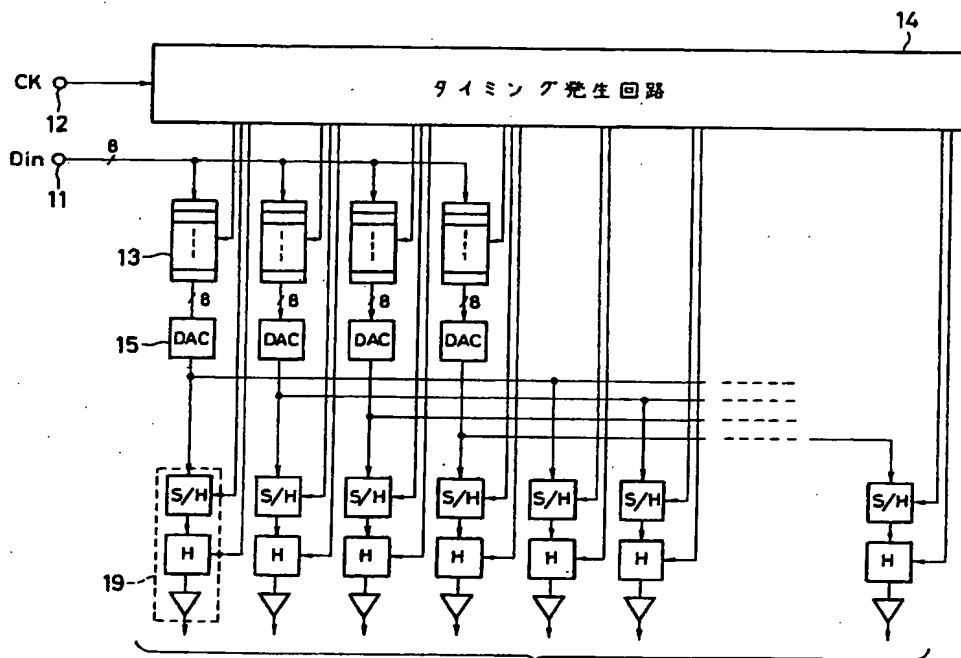 14
CK
タイミング発生回路
12
Din
8
11
13
8 8 8 8
15
DAC DAC DAC DAC
S/H S/H S/H S/H S/H S/H S/H
H H H H H H H
19